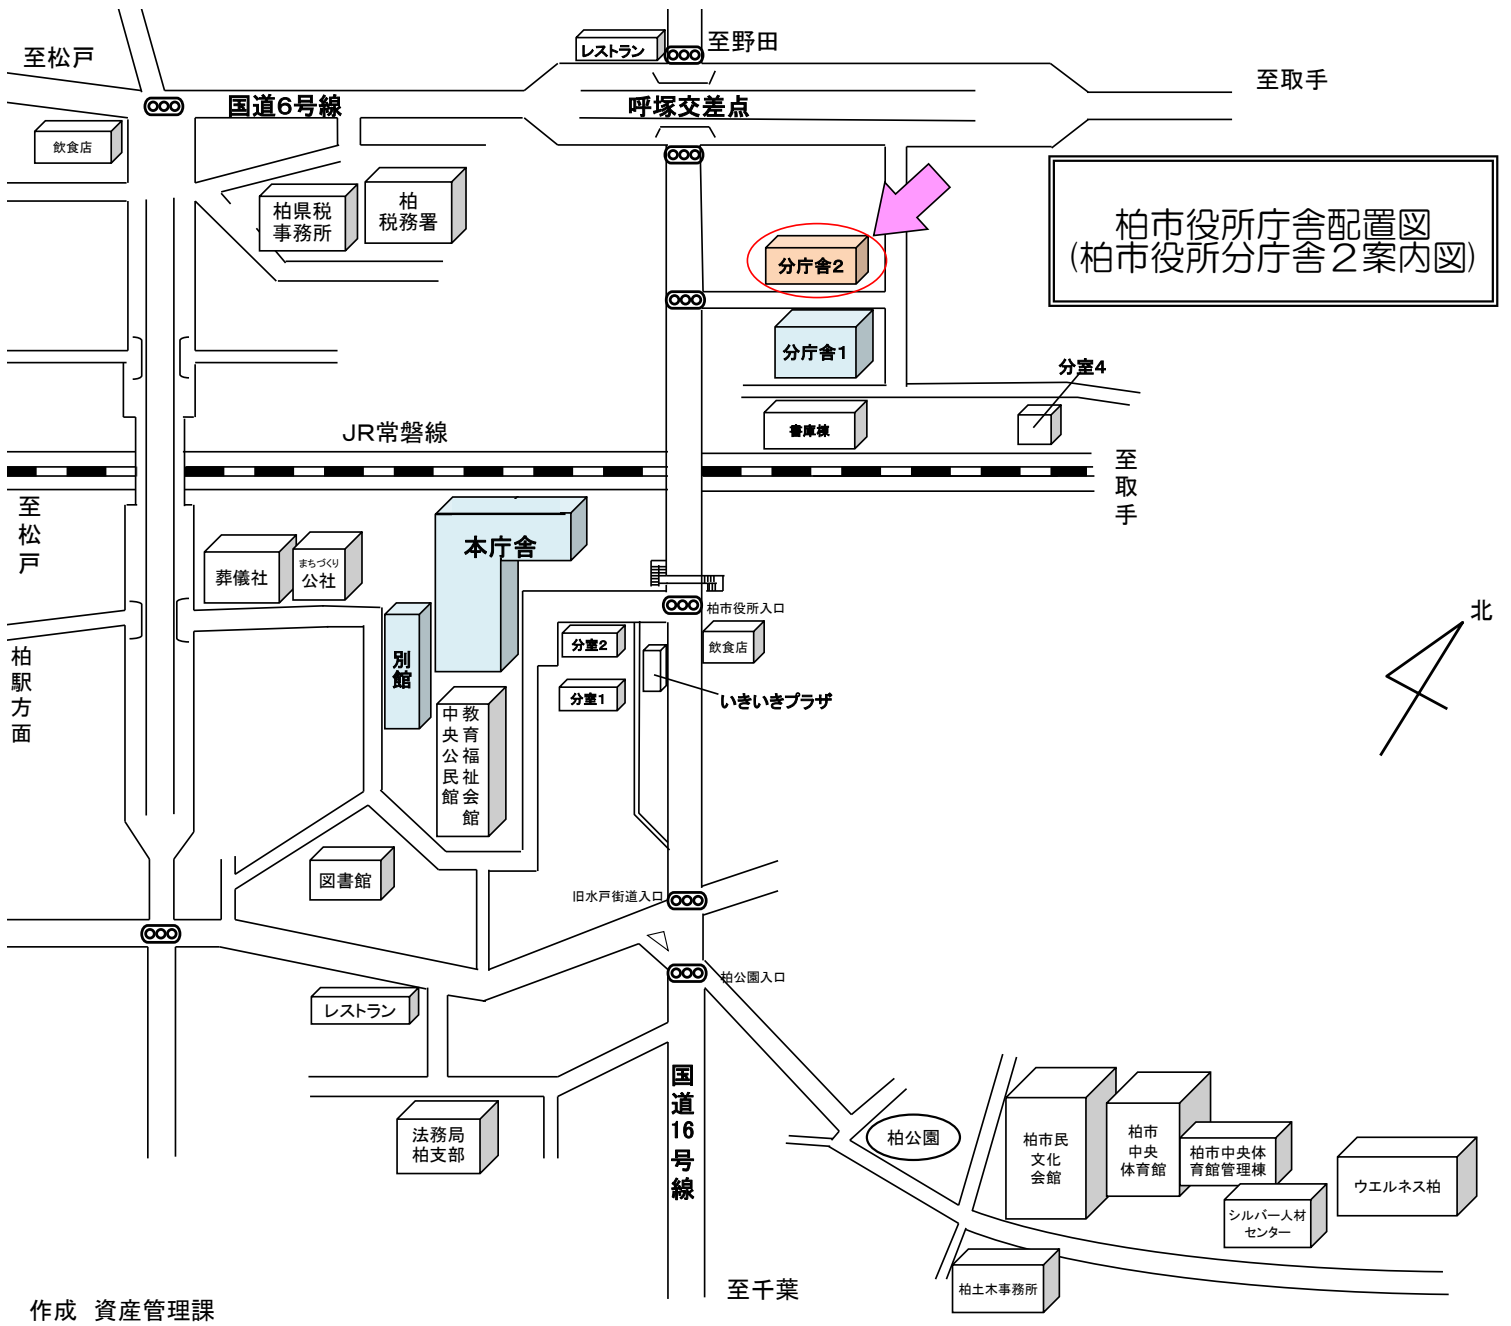 至松戸
レストラン
至野田
至取手
国道6号線
呼塚交差点
飲食店
柏県税
事務所
柏
税務署
柏市役所庁舎配置図
(柏市役所分庁舎2案内図)
分庁舎2
分庁舎1
分室4
書庫棟
JR常磐線
至取手
至松戸
本庁舎
葬儀社
まちづくり
公社
柏市役所入口
北
飲食店
分室2
別館
柏駅方面
分室1
いきいきプラザ
教育福祉会館
中央公民館
図書館
旧水戸街道入口
柏公園入口
レストラン
国道16号線
法務局
柏支部
柏公園
柏市民
文化
会館
柏市
中央
体育館
柏市中央体
育館管理棟
ウエルネス柏
シルバー人材
センター
柏土木事務所
至千葉
作成 資産管理課